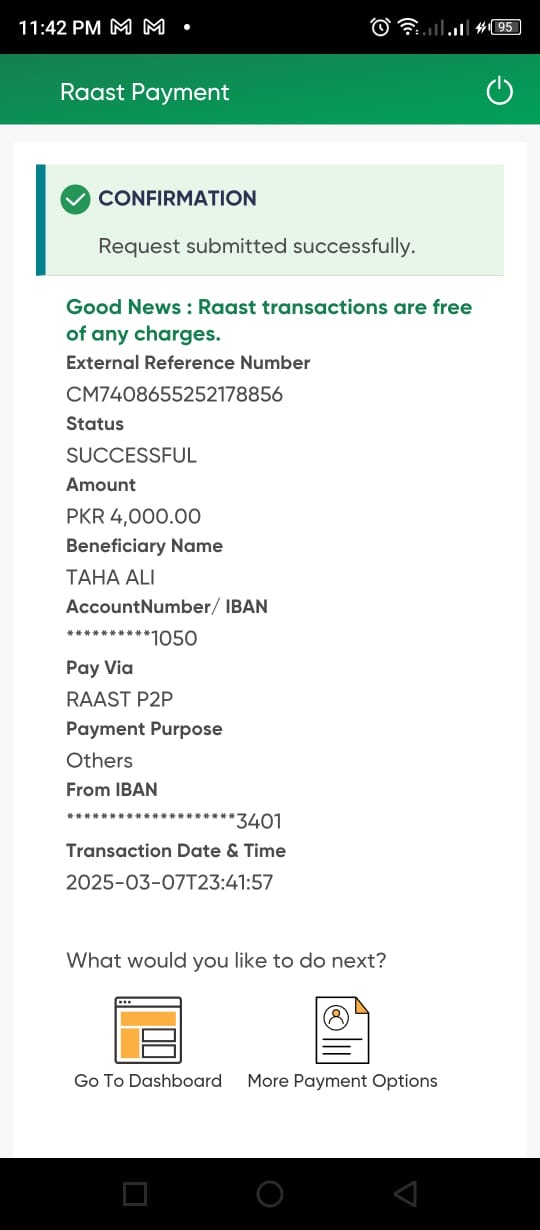 11:42 PM
95
Raast Payment
CONFIRMATION
Request submitted successfully.
Good News : Raast transactions are free
of any charges.
External Reference Number
CM7408655252178856
Status
SUCCESSFUL
Amount
PKR 4,000.00
Beneficiary Name
TAHA ALI
AccountNumber/ IBAN
**********1050
Pay Via
RAAST P2P
Payment Purpose
Others
From IBAN
********************3401
Transaction Date & Time
2025-03-07T23:41:57
What would you like to do next?
Go To Dashboard
More Payment Options